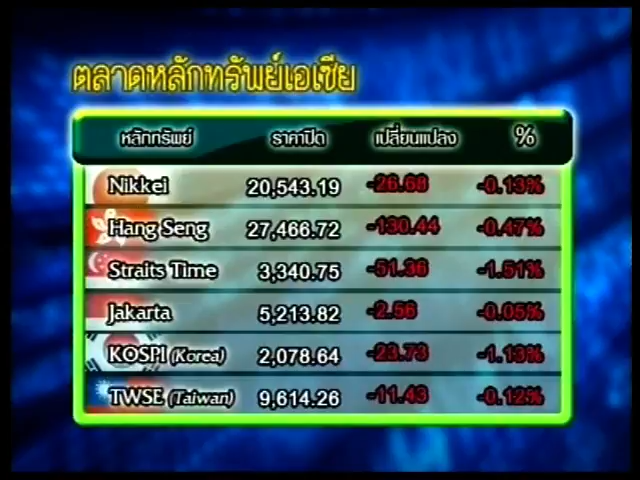 ตลาดหลักทรัพย์เอเซีย
หลักทรัพย์ ราคาปิด เปลี่ยนแปลง %
Nikkei 20,543.19 -26.68 -0.13%
Hang Seng 27,466.72 -130.44 -0.47%
Straits Time 3,340.75 -51.36 -1.51%
Jakarta 5,213.82 -2.56 -0.05%
KOSPI (Korea) 2,078.64 -23.73 -1.13%
TWSE (Taiwan) 9,614.26 -11.43 -0.12%